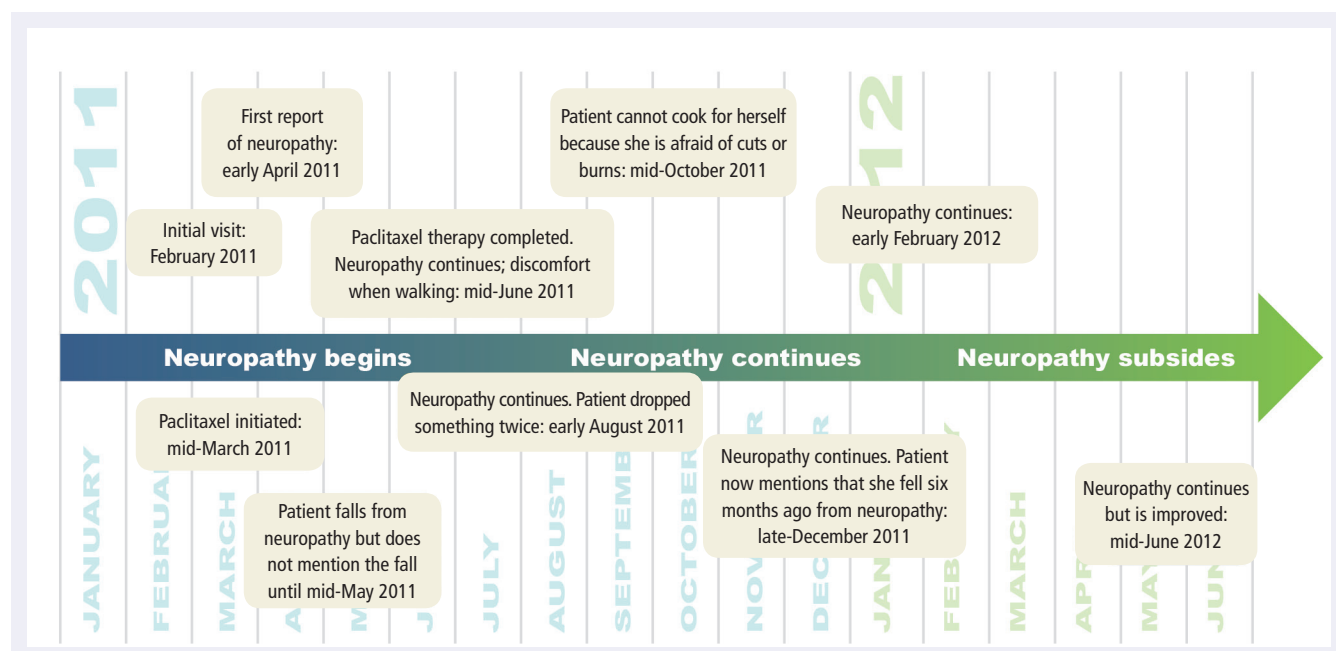 2011
2012
First report
of neuropathy:
early April 2011
Patient cannot cook for herself
because she is afraid of cuts or
burns: mid-October 2011
Initial visit:
February 2011
Paclitaxel therapy completed.
Neuropathy continues; discomfort
when walking: mid-June 2011
Neuropathy continues:
early February 2012
Neuropathy begins
Neuropathy continues
Neuropathy subsides
Paclitaxel initiated:
mid-March 2011
Neuropathy continues. Patient dropped
something twice: early August 2011
Patient falls from
neuropathy but does
not mention the fall
until mid-May 2011
Neuropathy continues. Patient
now mentions that she fell six
months ago from neuropathy:
late-December 2011
Neuropathy continues
but is improved:
mid-June 2012
JANUARY
FEBRUARY
MARCH
JULY
AUGUST
SEPTEMB
OCTOBER
MARCH